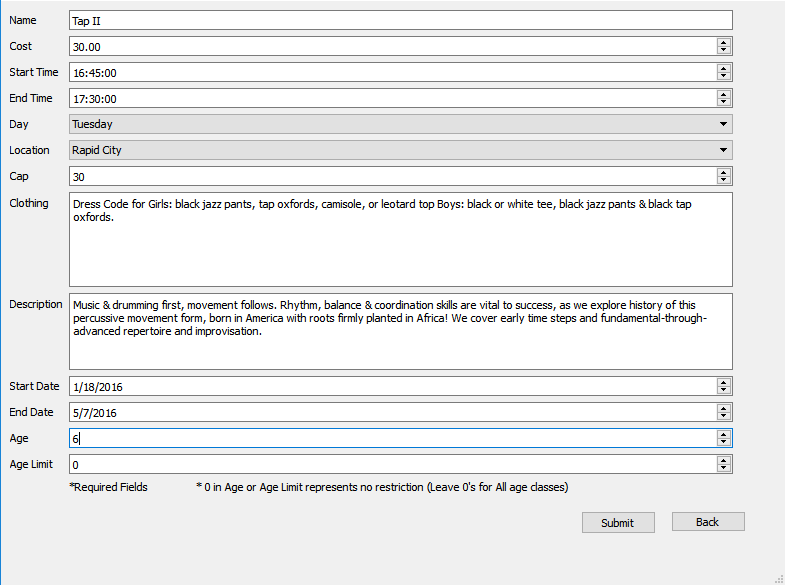 Name Tap II
Cost 30.00
Start Time 16:45:00
End Time 17:30:00
Day Tuesday
Location Rapid City
Cap 30
Clothing Dress Code for Girls: black jazz pants, tap oxfords, camisole, or leotard top Boys: black or white tee, black jazz pants & black tap
oxfords.
Description Music & drumming first, movement follows. Rhythm, balance & coordination skills are vital to success, as we explore history of this
percussive movement form, born in America with roots firmly planted in Africa! We cover early time steps and fundamental-through-
advanced repertoire and improvisation.
Start Date 1/18/2016
End Date 5/7/2016
Age 6
Age Limit 0
*Required Fields * 0 in Age or Age Limit represents no restriction (Leave 0's for All age classes)
Submit Back